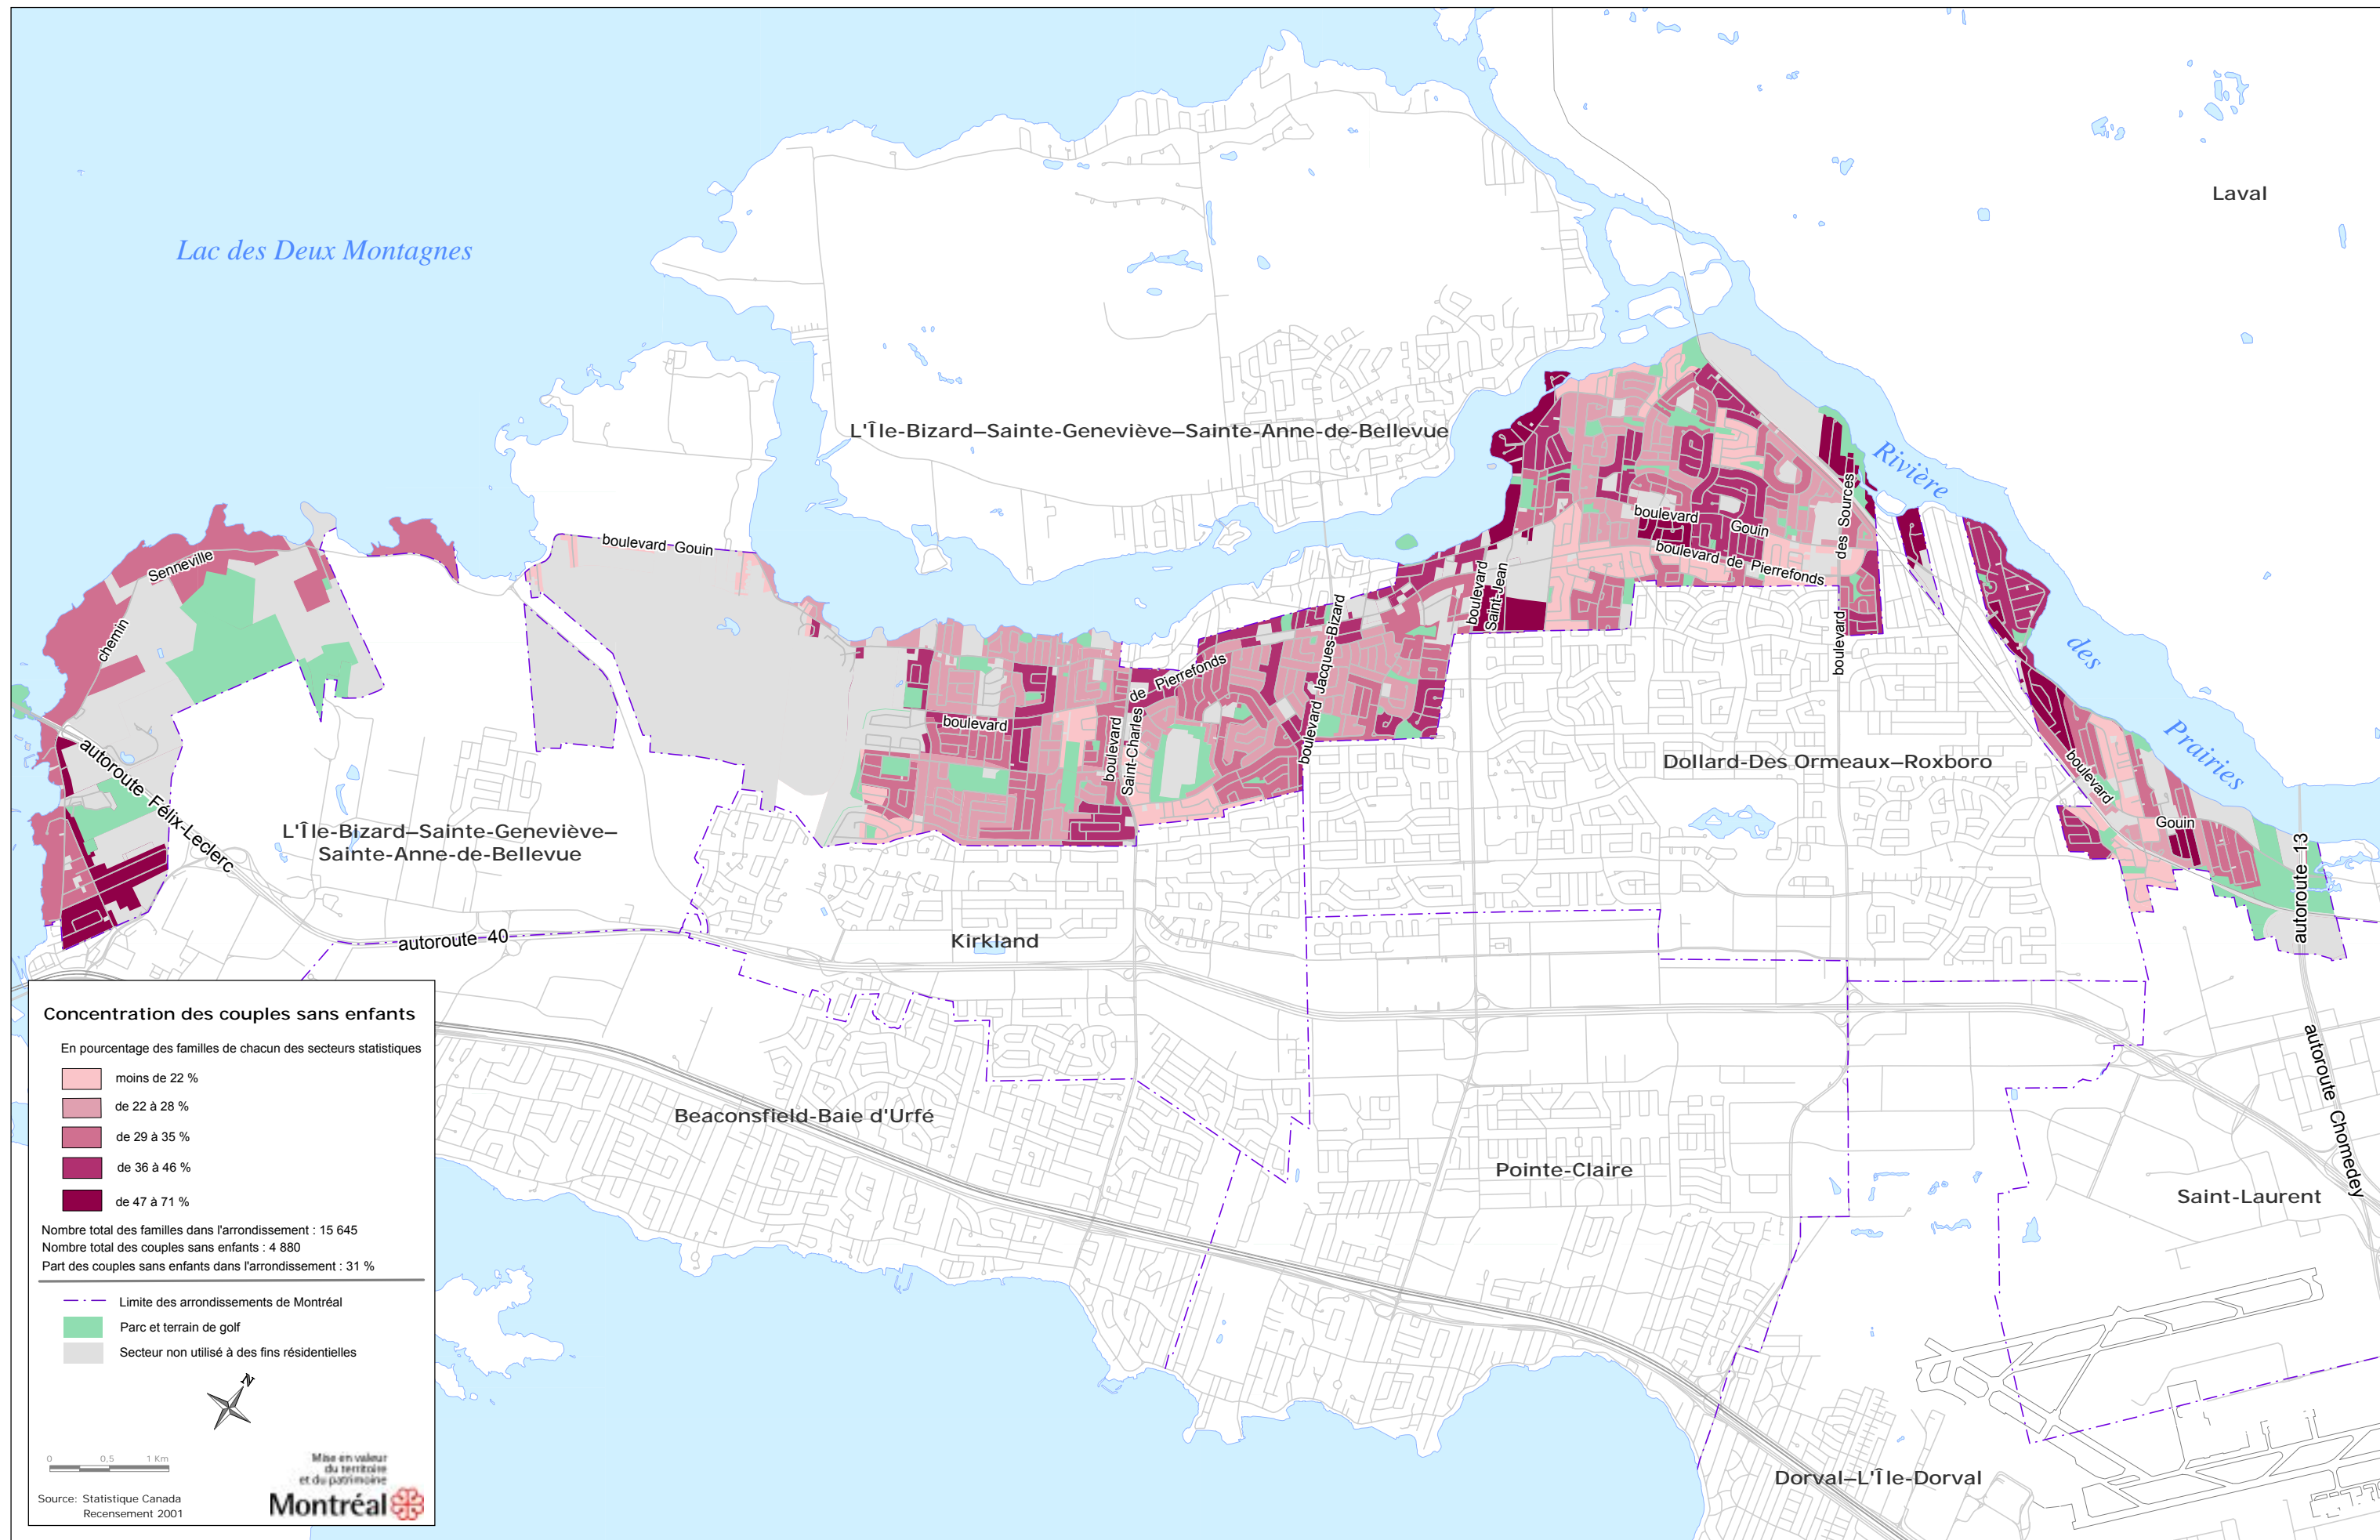 Laval
Lac des Deux Montagnes
L'Île-Bizard–Sainte-Geneviève–Sainte-Anne-de-Bellevue
Rivière
des
Prairies
boulevard Gouin
Senneville
chemin
boulevard
Gouin
des Sources
boulevard de Pierrefonds
boulevard
Saint-Jean
boulevard
boulevard Jacques-Bizard
de Pierrefonds
boulevard
boulevard
Saint-Charles
boulevard
Gouin
autoroute 13
autoroute Félix-Leclerc
Dollard-Des Ormeaux–Roxboro
L'Île-Bizard–Sainte-Geneviève–
Sainte-Anne-de-Bellevue
autoroute 40
Kirkland
autoroute Chomedey
Beaconsfield-Baie d'Urfé
Pointe-Claire
Saint-Laurent
Dorval–L'Île-Dorval
Concentration des couples sans enfants
En pourcentage des familles de chacun des secteurs statistiques
moins de 22 %
de 22 à 28 %
de 29 à 35 %
de 36 à 46 %
de 47 à 71 %
Nombre total des familles dans l'arrondissement : 15 645
Nombre total des couples sans enfants : 4 880
Part des couples sans enfants dans l'arrondissement : 31 %
Limite des arrondissements de Montréal
Parc et terrain de golf
Secteur non utilisé à des fins résidentielles
N
0 0,5 1 Km
Mise en valeur
du territoire
et du patrimoine
Montréal
Source: Statistique Canada
Recensement 2001